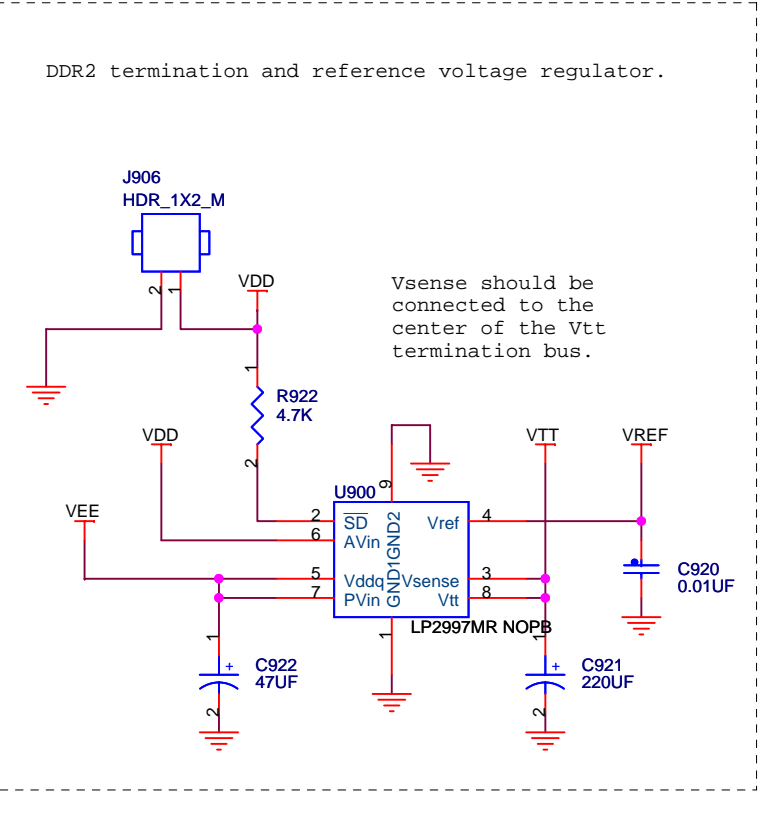 DDR2 termination and reference voltage regulator.
J906
HDR_1X2_M
2
1
VDD
Vsense should be
connected to the
center of the Vtt
termination bus.
1
R922
4.7K
2
VDD
VTT
VREF
VEE
U900
9
2
SD
6
AVin
5
Vddq
7
PVin
GND1
GND2
Vref
4
Vsense
3
Vtt
8
1
LP2997MR NOPB
C920
0.01UF
1
+
C922
47UF
2
1
+
C921
220UF
2